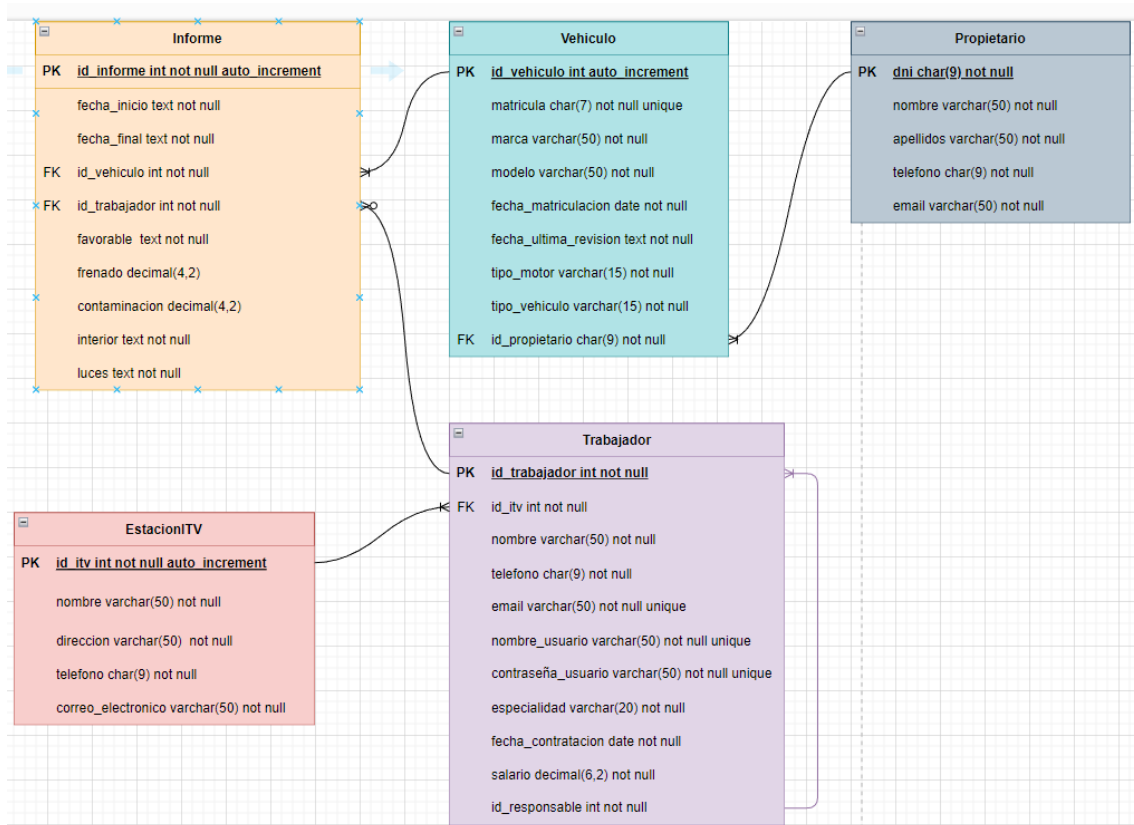 Informe
PK id_informe int not null auto_increment
fecha_inicio text not null
fecha_final text not null
FK id_vehiculo int not null
FK id_trabajador int not null
favorable text not null
frenado decimal(4,2)
contaminacion decimal(4,2)
interior text not null
luces text not null
Vehiculo
PK id_vehiculo int auto_increment
matricula char(7) not null unique
marca varchar(50) not null
modelo varchar(50) not null
fecha_matriculacion date not null
fecha_ultima_revision text not null
tipo_motor varchar(15) not null
tipo_vehiculo varchar(15) not null
FK id_propietario char(9) not null
Propietario
PK dni char(9) not null
nombre varchar(50) not null
apellidos varchar(50) not null
telefono char(9) not null
email varchar(50) not null
Trabajador
PK id_trabajador int not null
FK id_itv int not null
nombre varchar(50) not null
telefono char(9) not null
email varchar(50) not null unique
nombre_usuario varchar(50) not null unique
contraseña_usuario varchar(50) not null unique
especialidad varchar(20) not null
fecha_contratacion date not null
salario decimal(6,2) not null
id_responsable int not null
EstacionITV
PK id_itv int not null auto_increment
nombre varchar(50) not null
direccion varchar(50) not null
telefono char(9) not null
correo_electronico varchar(50) not null